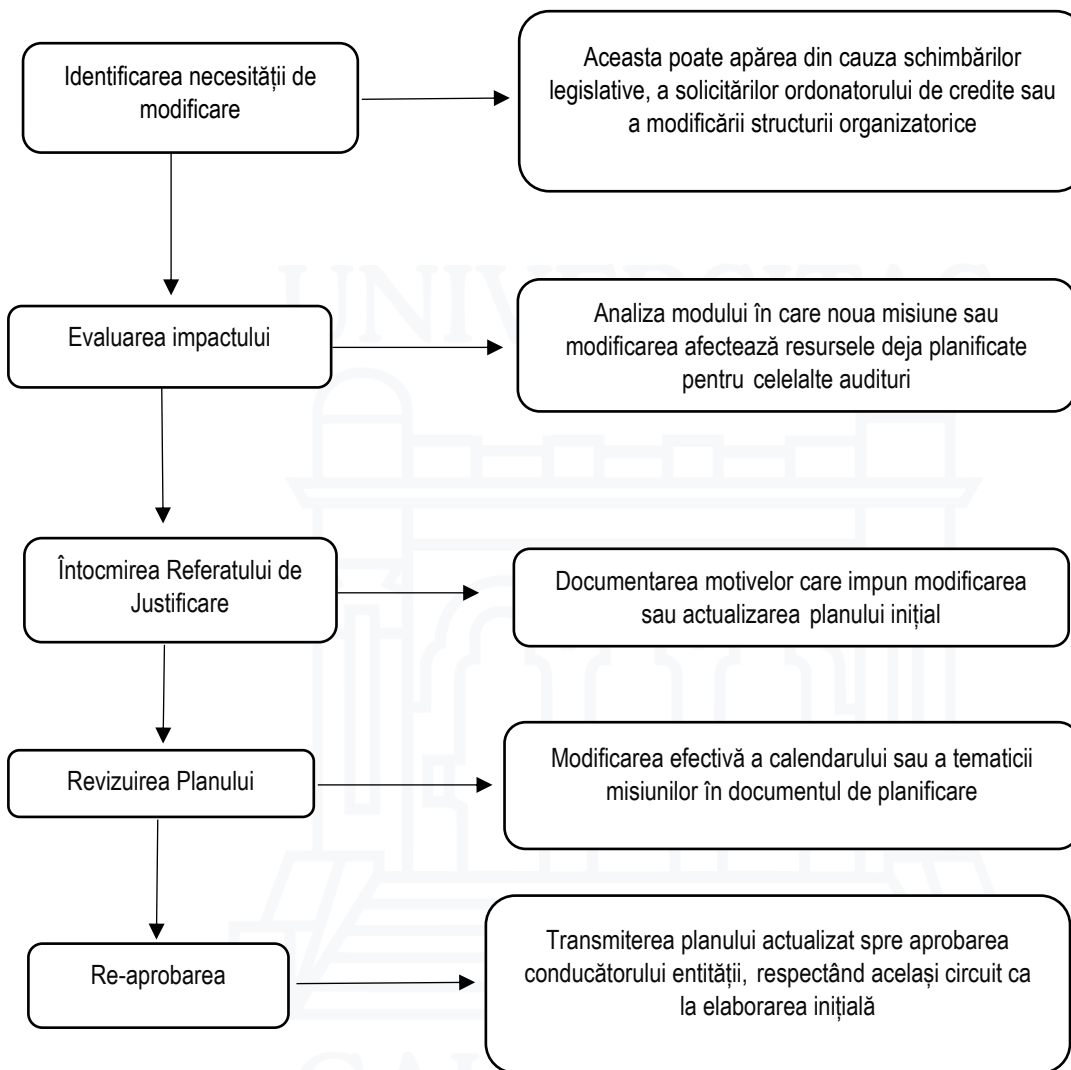 Identificarea necesității de
modificare
Aceasta poate apărea din cauza schimbărilor
legislative, a solicitărilor ordonatorului de credite sau
a modificării structurii organizatorice
UNIVERSITAS
Evaluarea impactului
Analiza modului în care noua misiune sau
modificarea afectează resursele deja planificate
pentru celelalte audituri
Întocmirea Referatului de
Justificare
Documentarea motivelor care impun modificarea
sau actualizarea planului inițial
Revizuirea Planului
Modificarea efectivă a calendarului sau a tematicii
misiunilor în documentul de planificare
Re-aprobarea
Transmiterea planului actualizat spre aprobarea
conducătorului entității, respectând același circuit ca
la elaborarea inițială